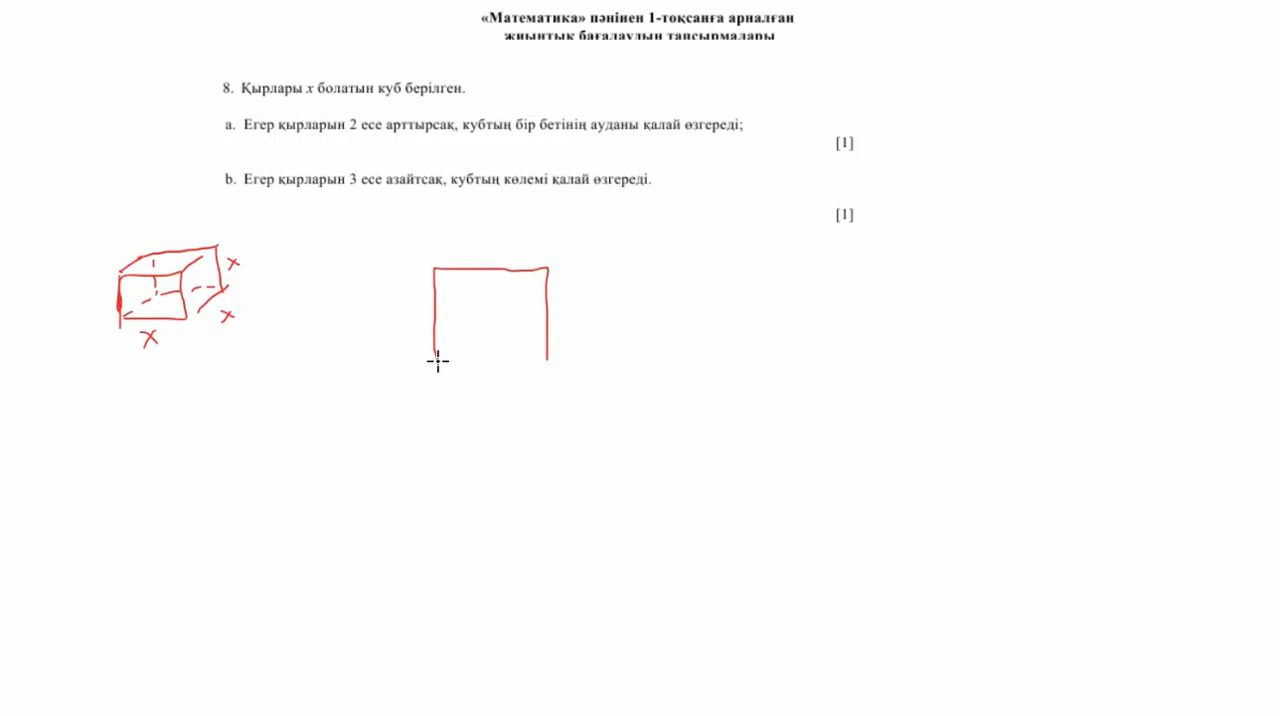 «Математика» пәнінен 1-тоқсанға арналған
жиынтық бағалаудың тапсырмалары
8. Қырлары x болатын куб берілген.
a. Егер қырларын 2 есе арттырсақ, кубтың бір бетінің ауданы қалай өзгереді;
[1]
b. Егер қырларын 3 есе азайтсақ, кубтың көлемі қалай өзгереді.
[1]
x
x
x